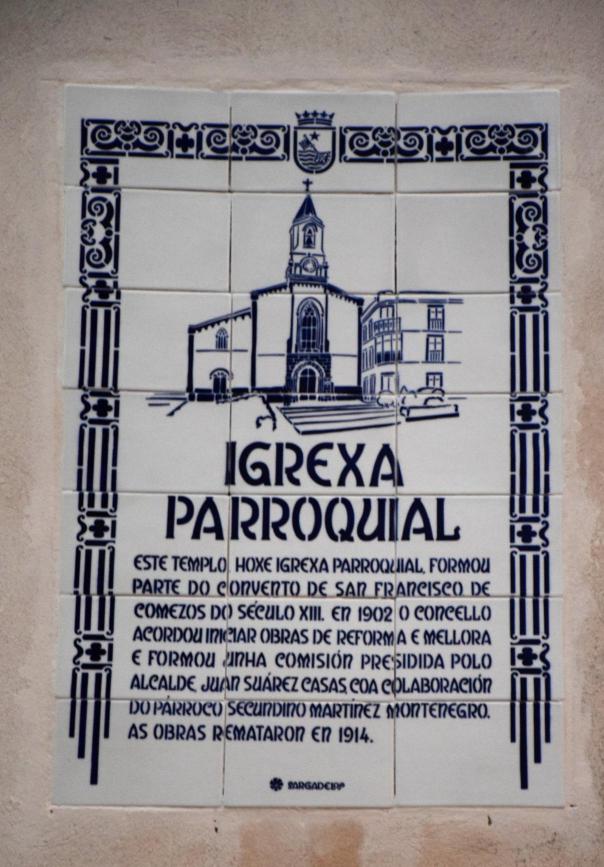 IGREXA
PARROQUIAL
ESTE TEMPLO, HOXE IGREXA PARROQUIAL, FORMOU
PARTE DO CONVENTO DE SAN FRANCISCO DE
COMEZOS DO SÉCULO XIII. EN 1902 O CONCELLO
ACORDOU INICIAR OBRAS DE REFORMA E MELLORA
E FORMOU UNHA COMISIÓN PRESIDIDA POLO
ALCALDE, JUAN SUÁREZ CASAS, COA COLABORACIÓN
DO PÁRROCO SECUNDINO MARTÍNEZ MONTENEGRO.
AS OBRAS REMATARON EN 1914.
SARGADELOS